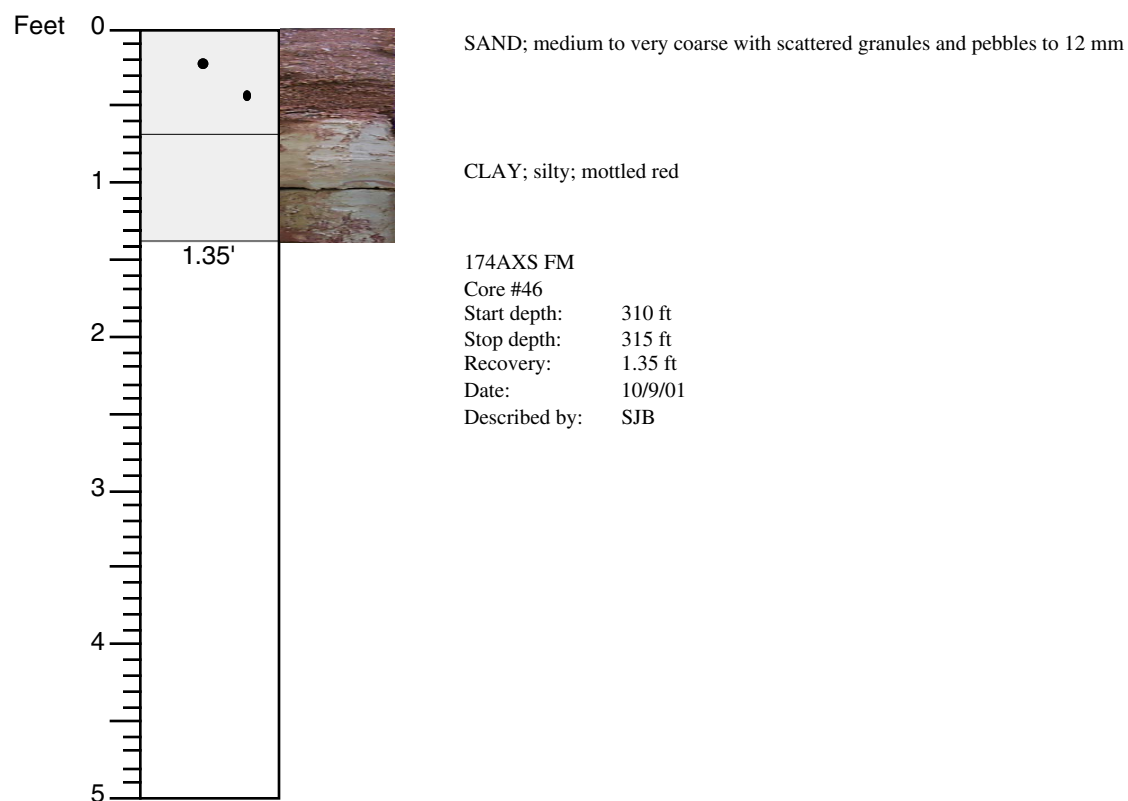 Feet 0
SAND; medium to very coarse with scattered granules and pebbles to 12 mm
CLAY; silty; mottled red
1
1.35'
174AXS FM
Core #46
Start depth: 310 ft
Stop depth: 315 ft
Recovery: 1.35 ft
Date: 10/9/01
Described by: SJB
2
3
4
5